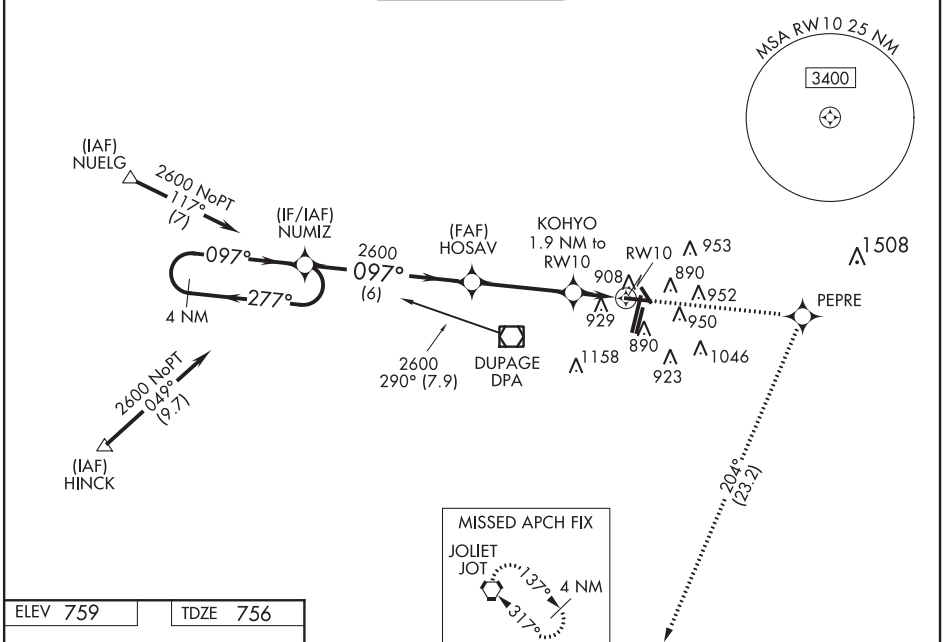 MSA RW10 25 NM
3400
(IAF)
NUELG
2600 NoPT
117°
(7)
(IF/IAF)
NUMIZ
097°
277°
4 NM
2600
097°
(6)
(FAF)
HOSAV
KOHYO
1.9 NM to
RW10
RW10
953
1508
908
890
952
929
950
890
1158
923
1046
PEPRE
2600
290° (7.9)
DUPAGE
DPA
2600 NoPT
049°
(9.7)
(IAF)
HINCK
204°
(23.2)
MISSED APCH FIX
JOLIET
JOT
137°
317°
4 NM
ELEV 759
TDZE 756